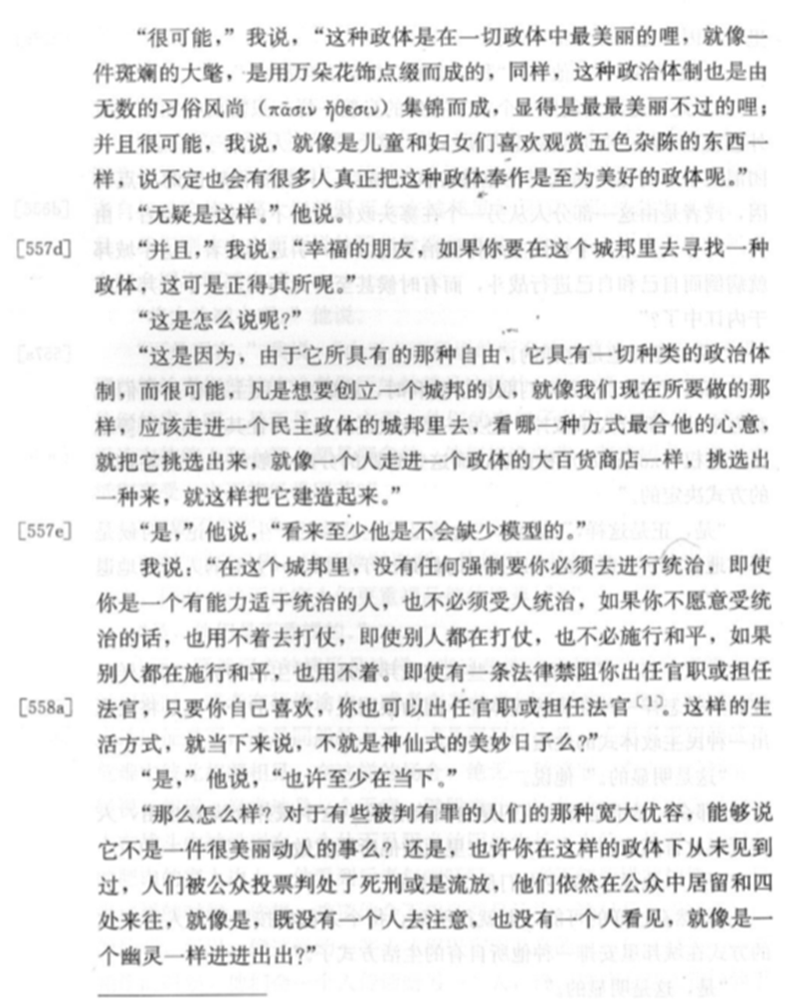 “很可能，”我说，“这种政体是在一切政体中最美丽的哩，就像一
件斑斓的大氅，是用万朵花饰点缀而成的，同样，这种政治体制也是由
无数的习俗风尚（πᾶσιν ἤθεσιν）集锦而成，显得是最最美丽不过的哩；
并且很可能，我说，就像是儿童和妇女们喜欢观赏五色杂陈的东西一
样，说不定也会有很多人真正把这种政体奉作是至为美好的政体呢。”
“无疑是这样。”他说。
[557d] “并且，”我说，“幸福的朋友，如果你要在这个城邦里去寻找一种
政体，这可是正得其所呢。”
“这是怎么说呢?”
“这是因为，由于它所具有的那种自由，它具有一切种类的政治体
制，而很可能，凡是想要创立一个城邦的人，就像我们现在所要做的那
样，应该走进一个民主政体的城邦里去，看哪一种方式最合他的心意，
就把它挑选出来，就像一个人走进一个政体的大百货商店一样，挑选出
一种来，就这样把它建造起来。”
[557e] “是，”他说，“看来至少他是不会缺少模型的。”
我说：“在这个城邦里，没有任何强制要你必须去进行统治，即使
你是一个有能力适于统治的人，也不必须受人统治，如果你不愿意受统
治的话，也用不着去打仗，即使别人都在打仗，也不必施行和平，如果
别人都在施行和平，也用不着，即使有一条法律禁阻你出任官职或担任
[558a] 法官，只要你自己喜欢，你也可以出任官职或担任法官〔1〕。这样的生
活方式，就当下来说，不就是神仙式的美妙日子么?”
“是，”他说，“也许至少在当下。”
“那么怎么样? 对于有些被判有罪的人们的那种宽大优容，能够说
它不是一件很美丽动人的事么? 还是，也许你在这样的政体下从未见到
过，人们被公众投票判处了死刑或是流放，他们依然在公众中居留和四
处来往，就像是，既没有一个人去注意，也没有一个人看见，就像是一
个幽灵一样进进出出?”